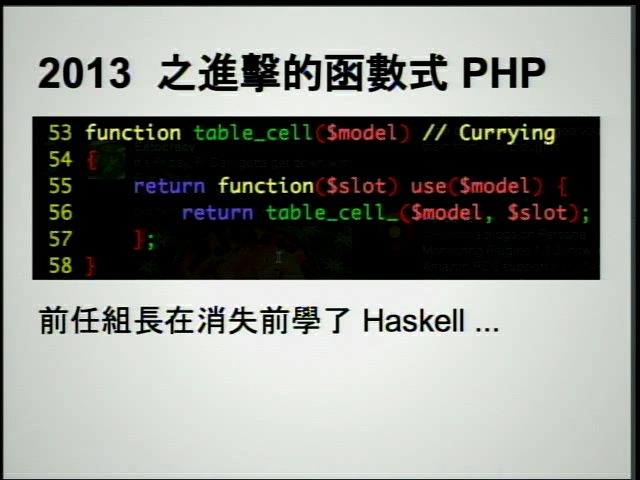 2013 之進擊的函數式 PHP
53 function table_cell($model) // Currying
54 {
55 return function($slot) use($model) {
56 return table_cell_($model, $slot);
57 };
58 }
前任組長在消失前學了 Haskell ...